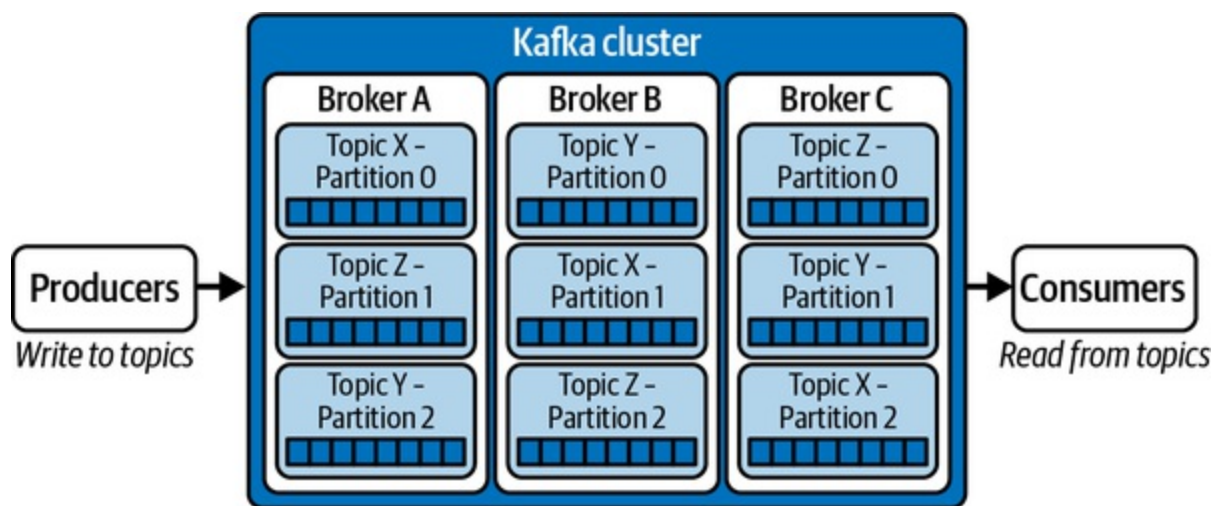 Kafka cluster
Broker A
Topic X –
Partition 0
Topic Z –
Partition 1
Topic Y –
Partition 2
Broker B
Topic Y –
Partition 0
Topic X –
Partition 1
Topic Z –
Partition 2
Broker C
Topic Z –
Partition 0
Topic Y –
Partition 1
Topic X –
Partition 2
Producers
Write to topics
Consumers
Read from topics